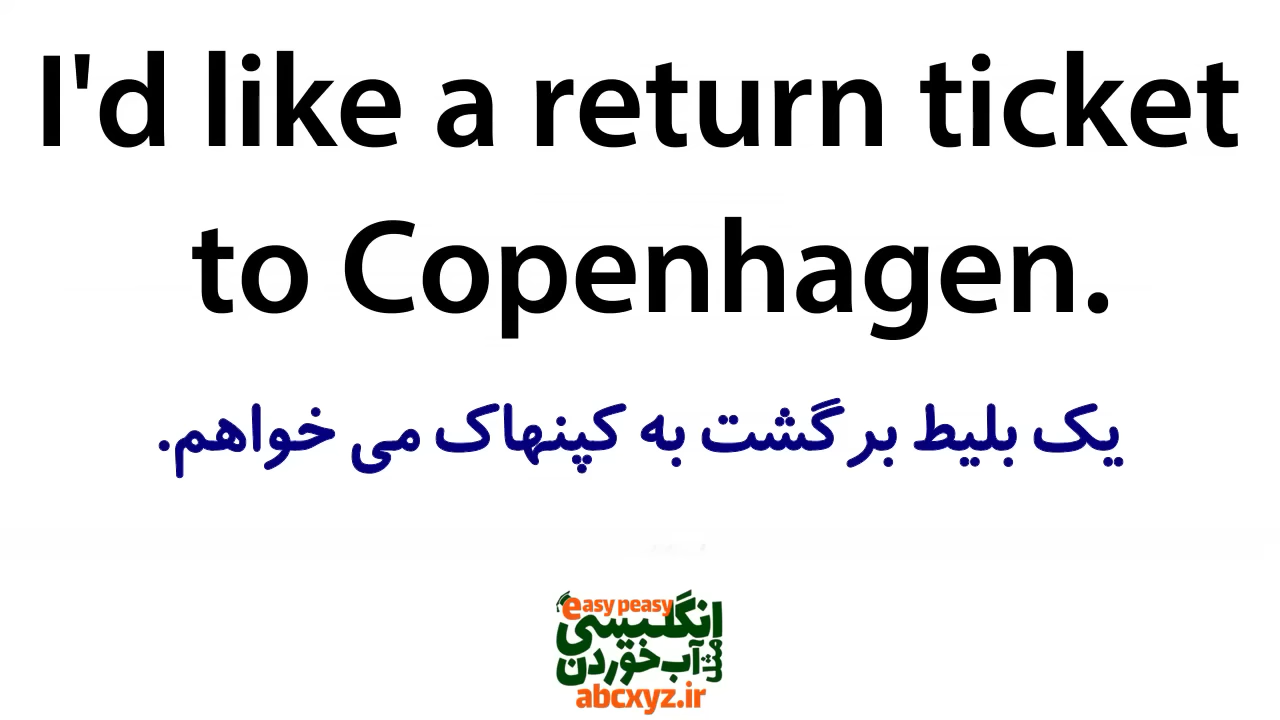 I'd like a return ticket
to Copenhagen.
یک بلیط برگشت به کپنهاک می خواهم.
easy peasy
انگلیسی
مثل آب خوردن
abcxyz.ir